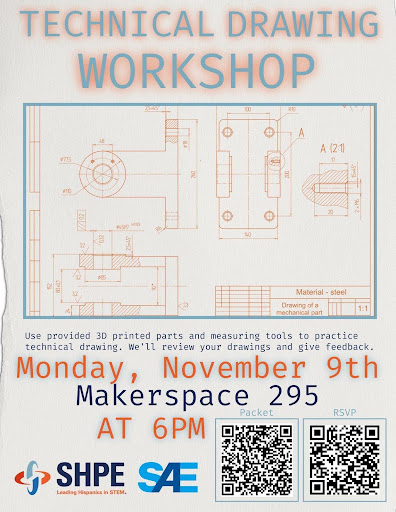 TECHNICAL DRAWING
WORKSHOP
A
A (2:1)
Material - steel
Drawing of a
mechanical part
1:1
Use provided 3D printed parts and measuring tools to practice
technical drawing. We'll review your drawings and give feedback.
Monday, November 9th
Makerspace 295
AT 6PM
Packet
RSVP
SHPE
Leading Hispanics in STEM.
SAE